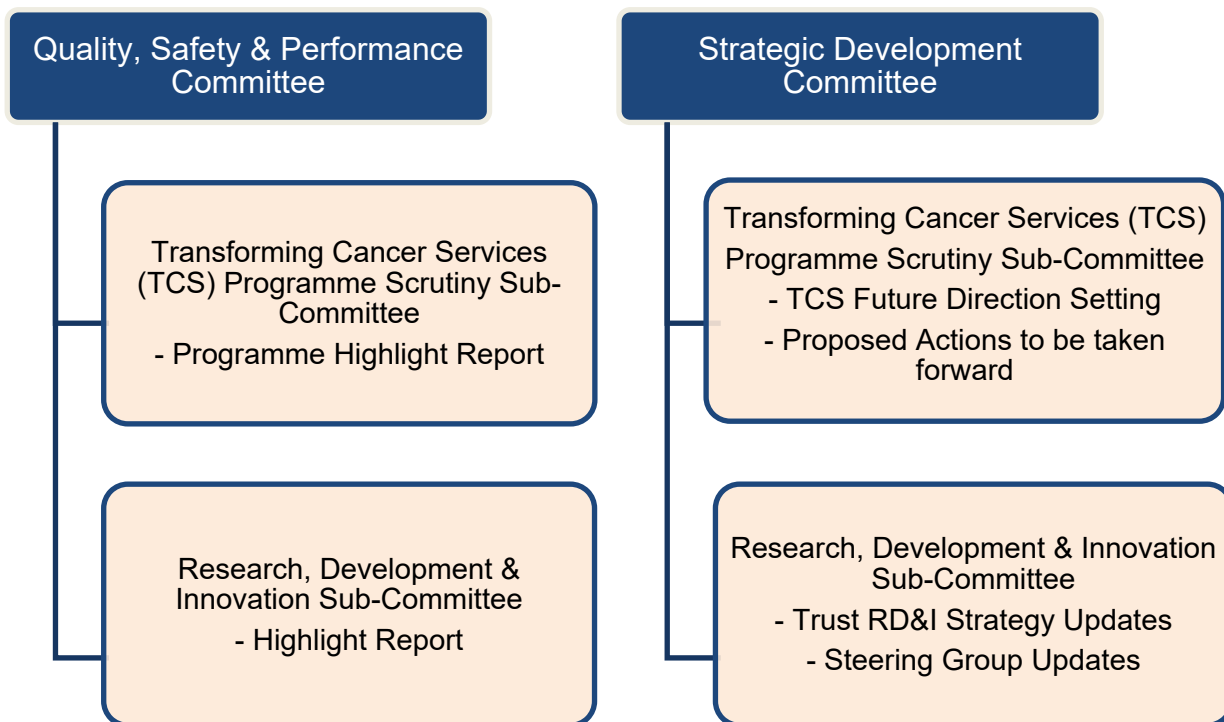 Quality, Safety & Performance
Committee
Transforming Cancer Services
(TCS) Programme Scrutiny Sub-
Committee
- Programme Highlight Report
Research, Development &
Innovation Sub-Committee
- Highlight Report
Strategic Development
Committee
Transforming Cancer Services (TCS)
Programme Scrutiny Sub-Committee
- TCS Future Direction Setting
- Proposed Actions to be taken
forward
Research, Development & Innovation
Sub-Committee
- Trust RD&I Strategy Updates
- Steering Group Updates